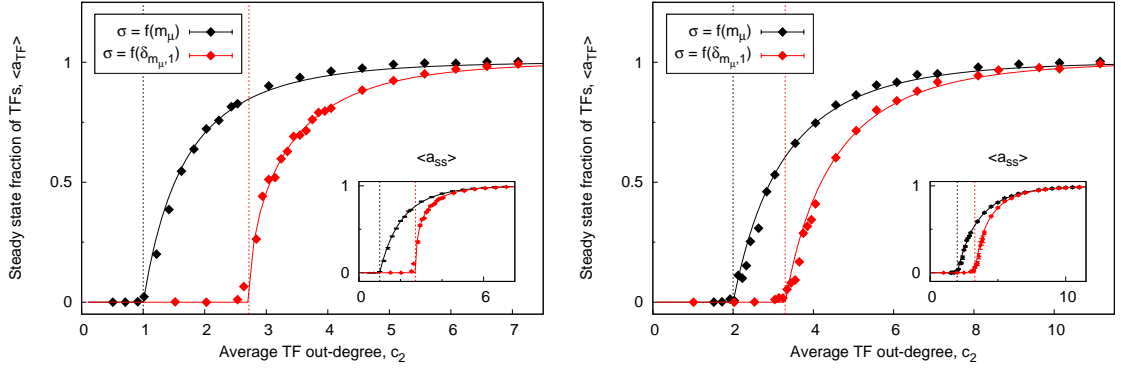 σ = f(m_μ)
σ = f(δ_{m_μ,1})
Steady state fraction of TFs, <a_TF>
1
0.5
0
0 1 2 3 4 5 6 7
Average TF out-degree, c_2
<a_ss>
1
0
0 6
σ = f(m_μ)
σ = f(δ_{m_μ,1})
Steady state fraction of TFs, <a_TF>
1
0.5
0
0 2 4 6 8 10
Average TF out-degree, c_2
<a_ss>
1
0
0 10